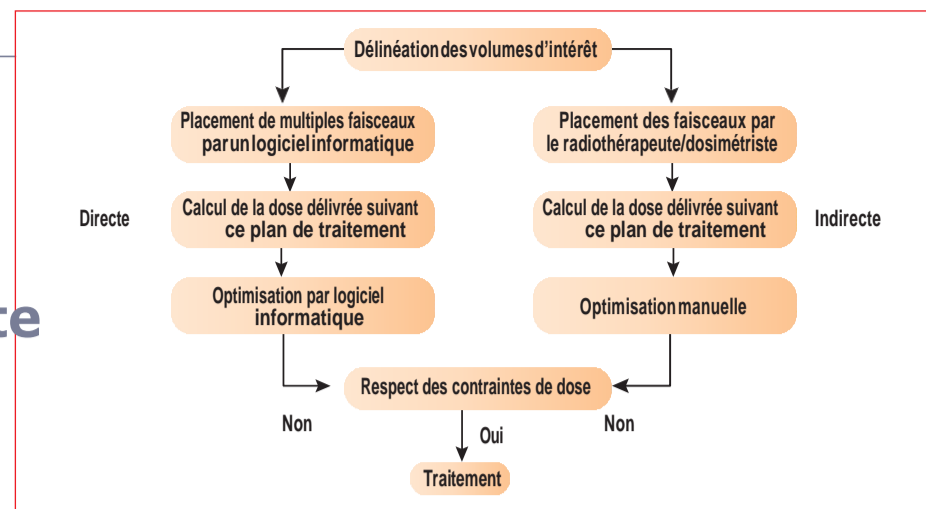 Délinéation des volumes d'intérêt
Placement de multiples faisceaux
par un logiciel informatique
Placement des faisceaux par
le radiothérapeute/dosimétriste
Directe
Calcul de la dose délivrée suivant
ce plan de traitement
Calcul de la dose délivrée suivant
ce plan de traitement
Indirecte
Optimisation par logiciel
informatique
Optimisation manuelle
te
Respect des contraintes de dose
Non
Oui
Non
Traitement